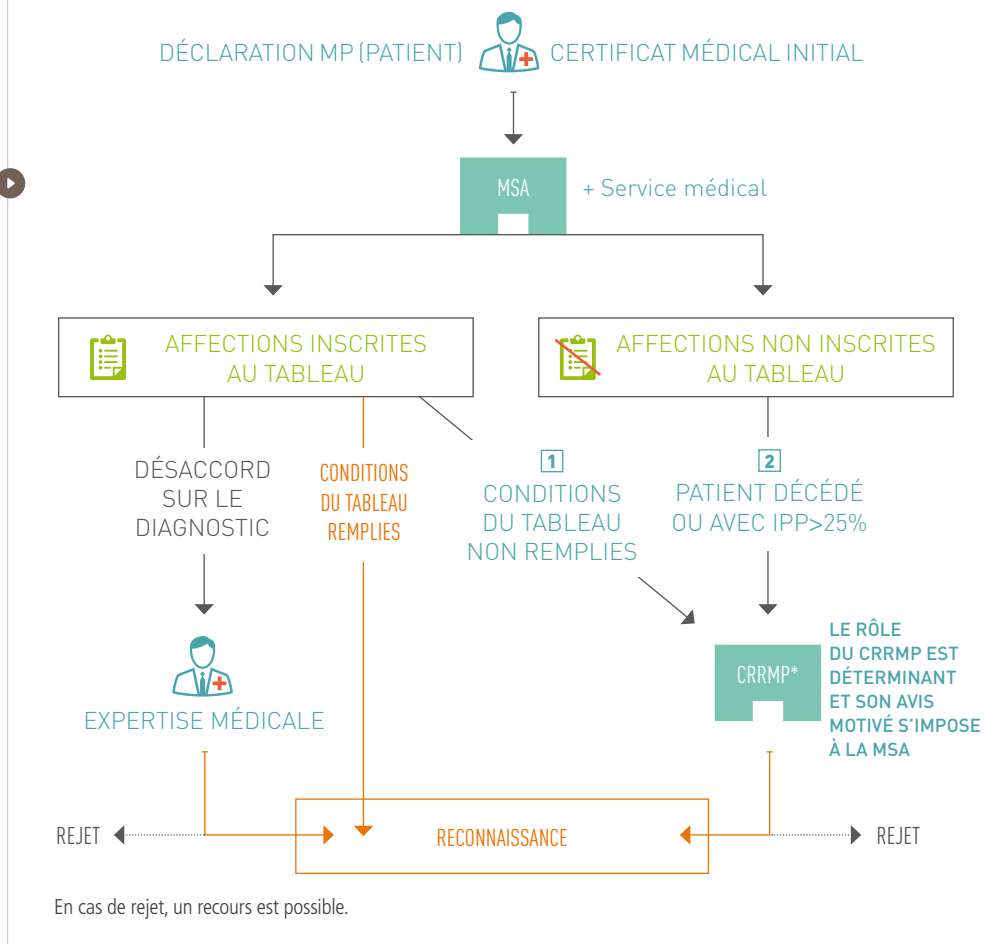 DÉCLARATION MP (PATIENT)
CERTIFICAT MÉDICAL INITIAL
MSA
+ Service médical
AFFECTIONS INSCRITES
AU TABLEAU
AFFECTIONS NON INSCRITES
AU TABLEAU
DÉSACCORD
SUR LE
DIAGNOSTIC
CONDITIONS
DU TABLEAU
REMPLIES
1
CONDITIONS
DU TABLEAU
NON REMPLIES
2
PATIENT DÉCÉDÉ
OU AVEC IPP>25%
EXPERTISE MÉDICALE
CRRMP*
LE RÔLE
DU CRRMP EST
DÉTERMINANT
ET SON AVIS
MOTIVÉ S'IMPOSE
À LA MSA
REJET
RECONNAISSANCE
REJET
En cas de rejet, un recours est possible.